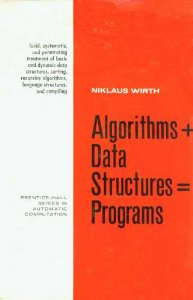 lucid, systematic,
and penetrating
treatment of basic
and dynamic data
structures, sorting,
recursive algorithms,
language structures,
and compiling
NIKLAUS WIRTH
Algorithms +
Data
Structures =
Programs
PRENTICE-HALL
SERIES IN
AUTOMATIC
COMPUTATION